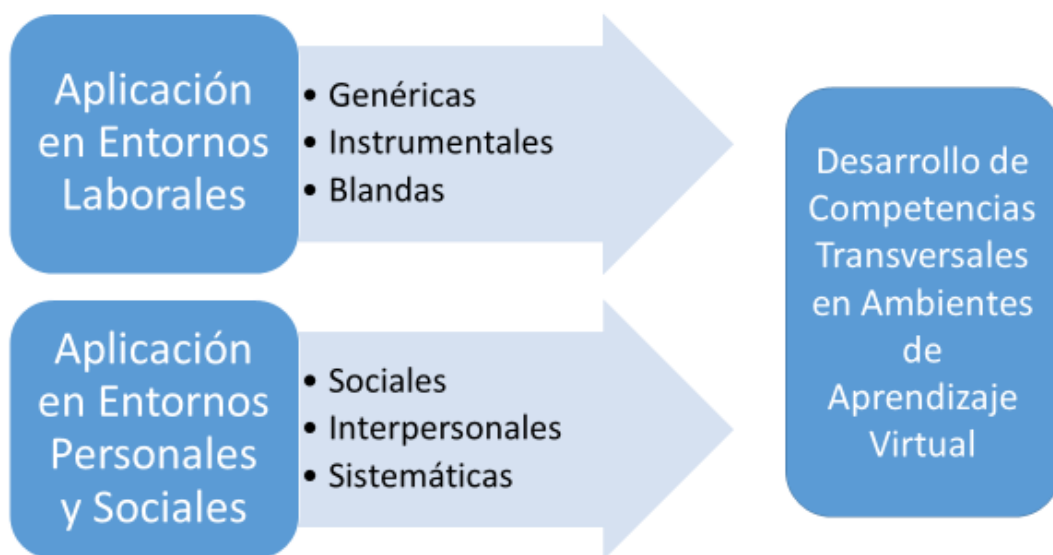 Aplicación
en Entornos
Laborales
• Genéricas
• Instrumentales
• Blandas
Aplicación
en Entornos
Personales
y Sociales
• Sociales
• Interpersonales
• Sistemáticas
Desarrollo de
Competencias
Transversales
en Ambientes
de
Aprendizaje
Virtual